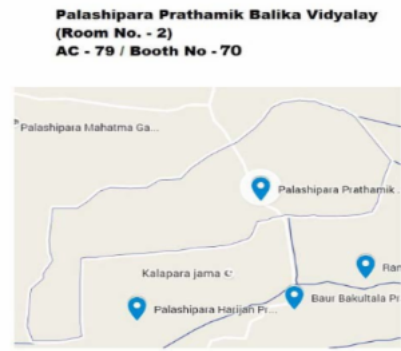 Palashipara Prathamik Balika Vidyalay
(Room No. - 2)
AC - 79 / Booth No - 70
Palashipara Mahatma Ga...
Palashipara Prathamik
Kalapara jama
Ran
Baur Bakultala Pr
Palashipara Harijan Pr...